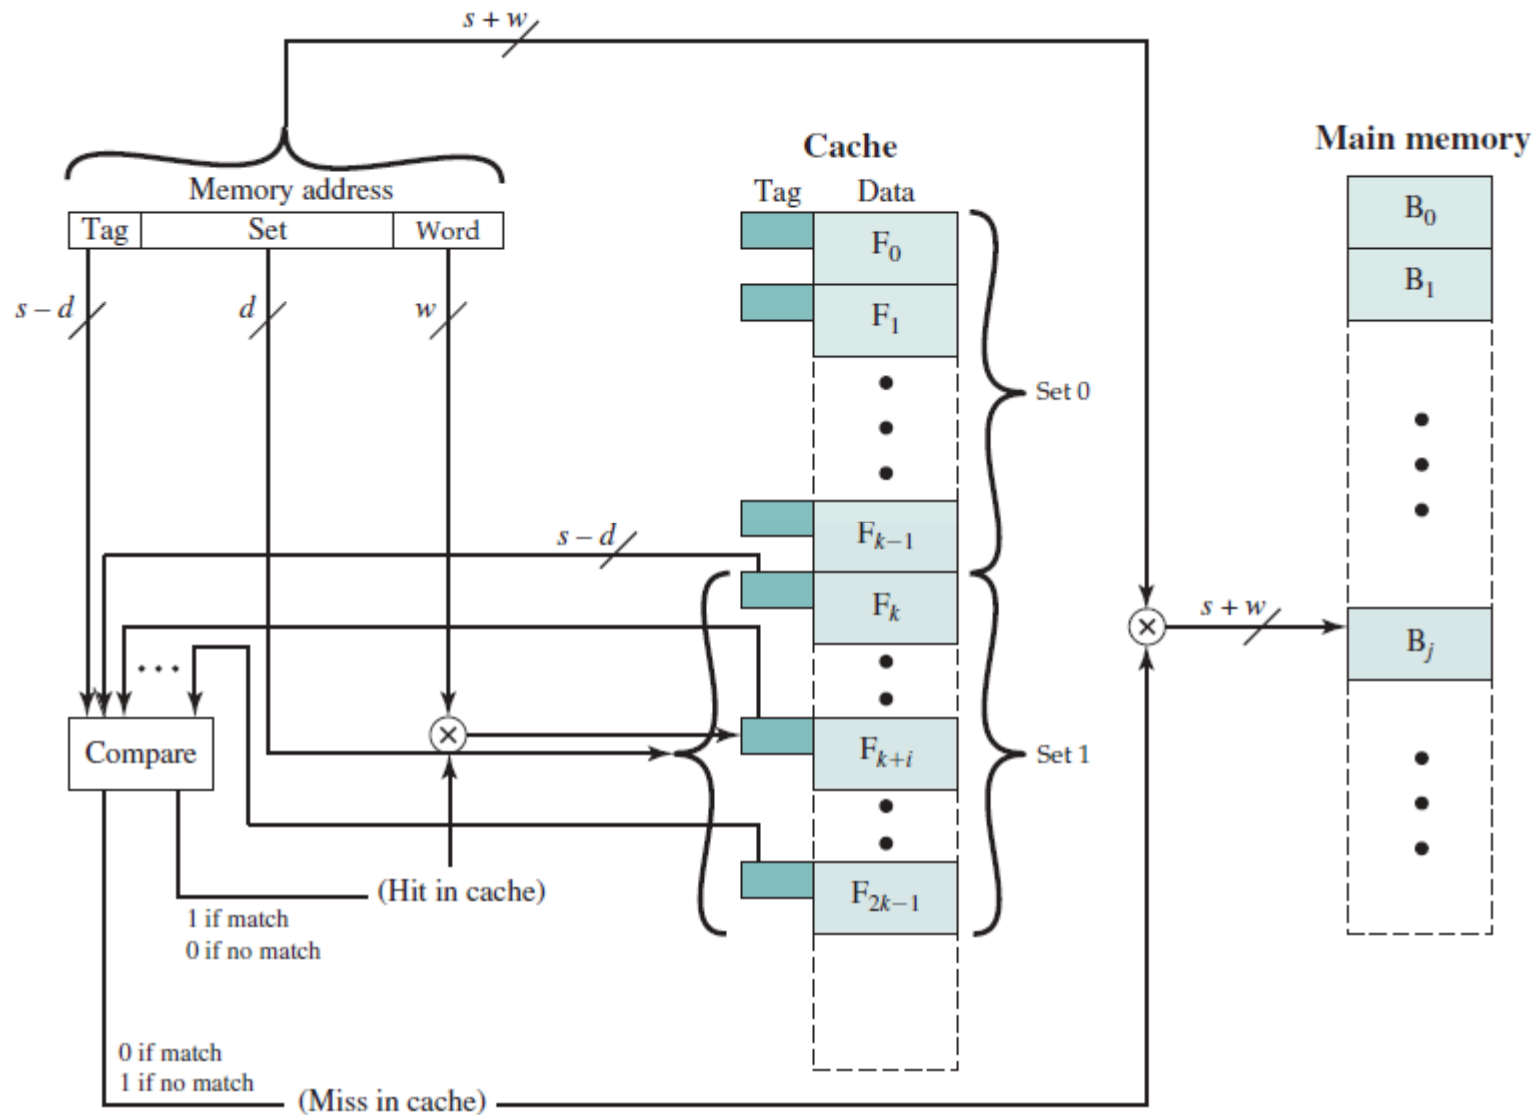 s + w
Cache
Main memory
Memory address
Tag Data
Tag Set Word
B0
F0
B1
s – d d w
F1
Set 0
Fk–1
s – d
Fk
s + w
Bj
Compare
Fk+i
Set 1
(Hit in cache)
F2k–1
1 if match
0 if no match
0 if match
1 if no match
(Miss in cache)